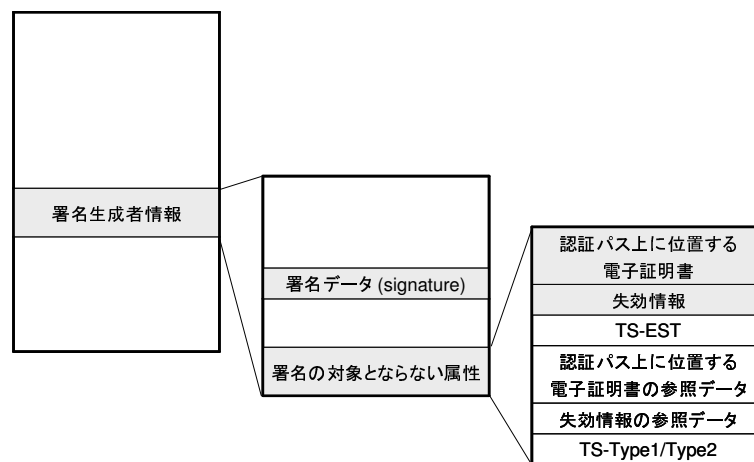 署名生成者情報
署名データ (signature)
署名の対象とならない属性
認証パス上に位置する
電子証明書
失効情報
TS-EST
認証パス上に位置する
電子証明書の参照データ
失効情報の参照データ
TS-Type1/Type2